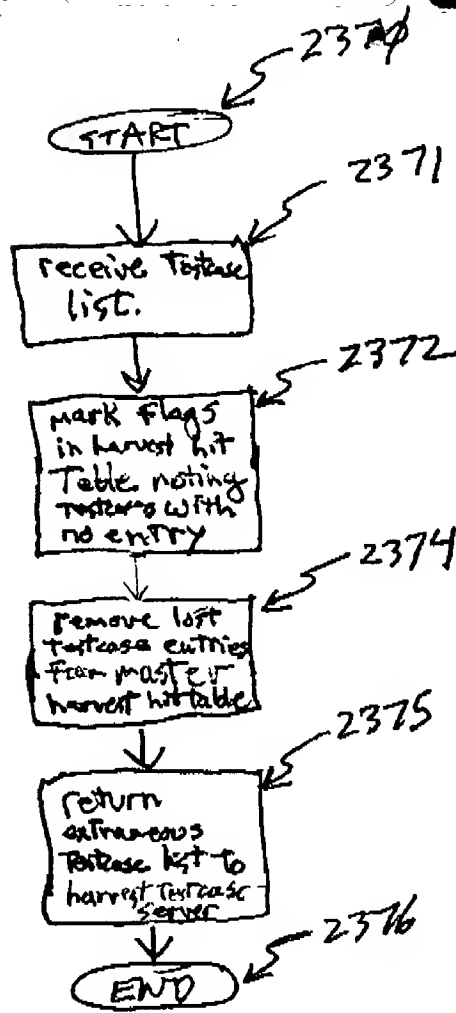 2370
START
2371
receive Testcase
list.
2372
Mark flags
in harvest hit
Table noting
testcases with
no entry
2374
remove lost
testcase entries
from master
harvest hit table
2375
return
extraneous
Testcase list to
harvest Testcase
server
2376
END